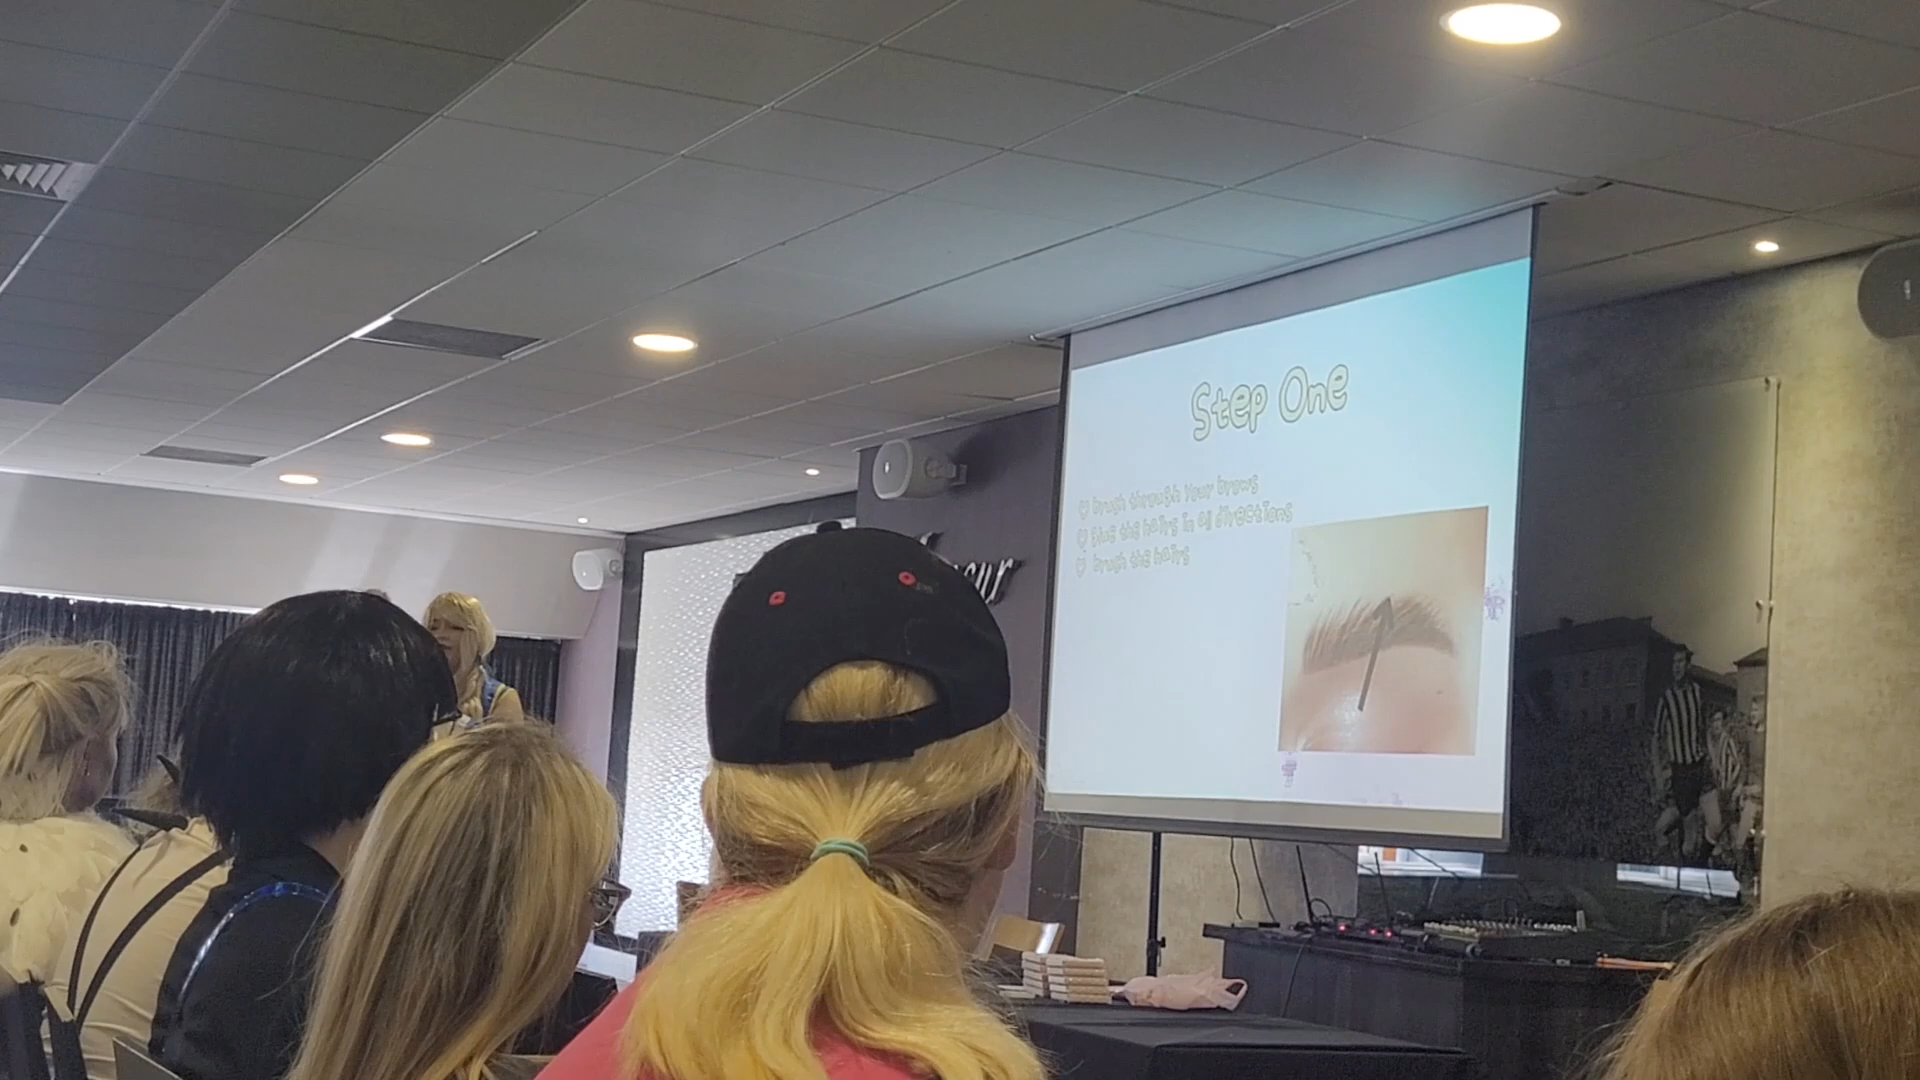 Step One
brush through your brows
Glue the hairs in all directions
brush the hairs